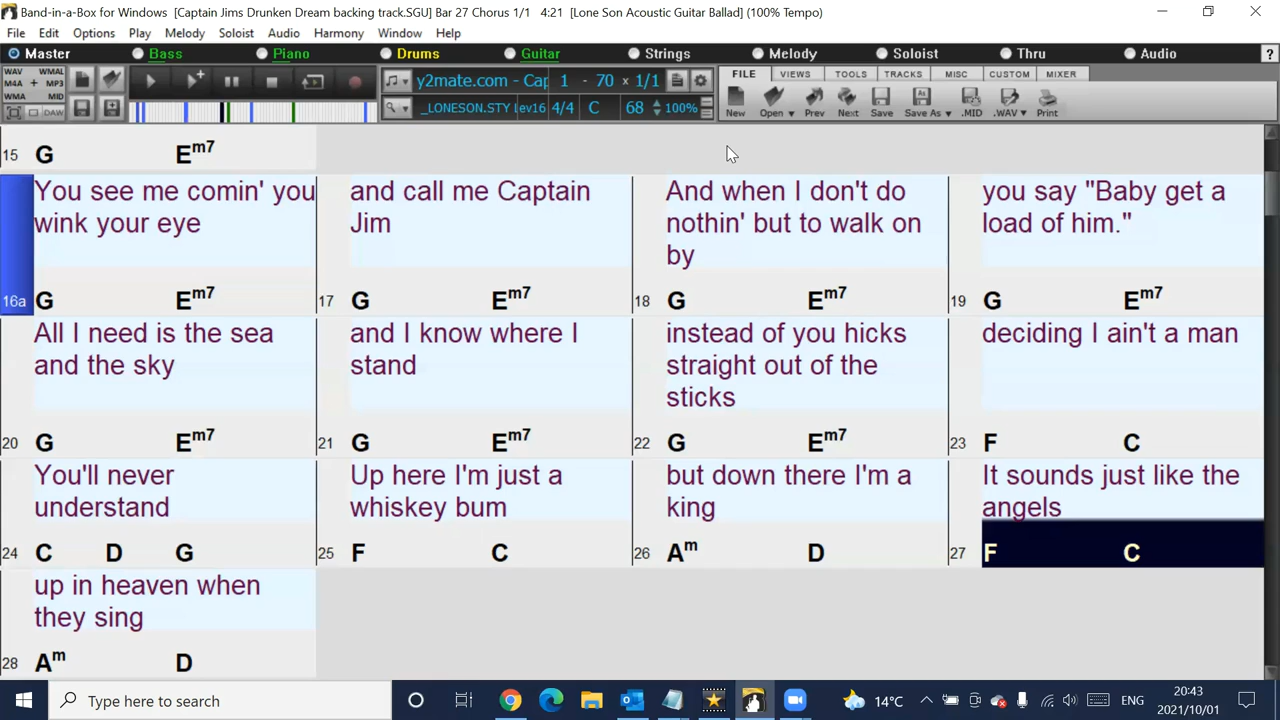 Band-in-a-Box for Windows [Captain Jims Drunken Dream backing track.SGU] Bar 27 Chorus 1/1 4:21 [Lone Son Acoustic Guitar Ballad] (100% Tempo)
File Edit Options Play Melody Soloist Audio Harmony Window Help
Master Bass Piano Drums Guitar Strings Melody Soloist Thru Audio ?
WAV WMA
M4A + MP3
WMA MID
DAW
y2mate.com - Cap 1 - 70 x 1/1
_LONESON.STY Lev16 4/4 C 68 100%
FILE VIEWS TOOLS TRACKS MISC CUSTOM MIXER
New Open Prev Next Save Save As .MID .WAV Print
15 G Em7
You see me comin' you wink your eye
and call me Captain Jim
And when I don't do nothin' but to walk on by
you say "Baby get a load of him."
16a G Em7 17 G Em7 18 G Em7 19 G Em7
All I need is the sea and the sky
and I know where I stand
instead of you hicks straight out of the sticks
deciding I ain't a man
20 G Em7 21 G Em7 22 G Em7 23 F C
You'll never understand
Up here I'm just a whiskey bum
but down there I'm a king
It sounds just like the angels
24 C D G 25 F C 26 Am D 27 F C
up in heaven when they sing
28 Am D
Type here to search
14°C ENG 20:43
2021/10/01